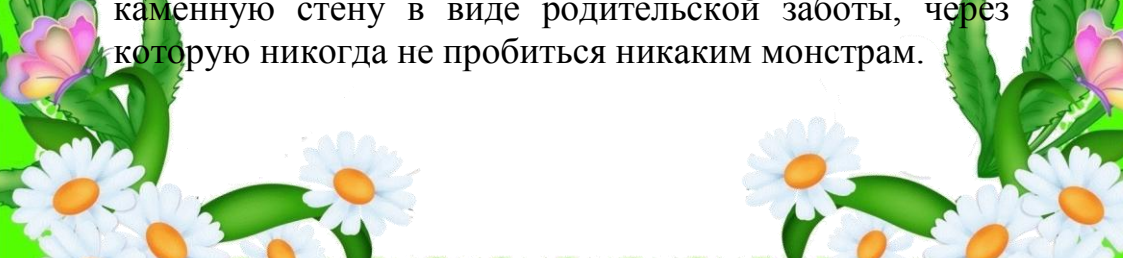 каменную стену в виде родительской заботы, через
которую никогда не пробиться никаким монстрам.